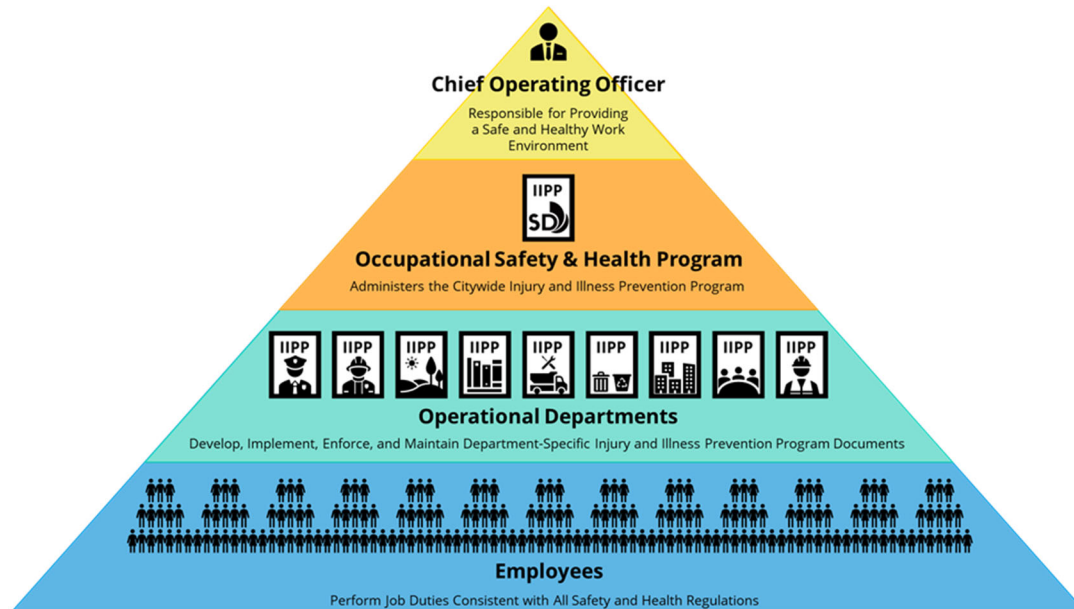 Chief Operating Officer
Responsible for Providing
a Safe and Healthy Work
Environment
IIPP
SD
Occupational Safety & Health Program
Administers the Citywide Injury and Illness Prevention Program
IIPP IIPP IIPP IIPP IIPP IIPP IIPP IIPP IIPP
Operational Departments
Develop, Implement, Enforce, and Maintain Department-Specific Injury and Illness Prevention Program Documents
Employees
Perform Job Duties Consistent with All Safety and Health Regulations